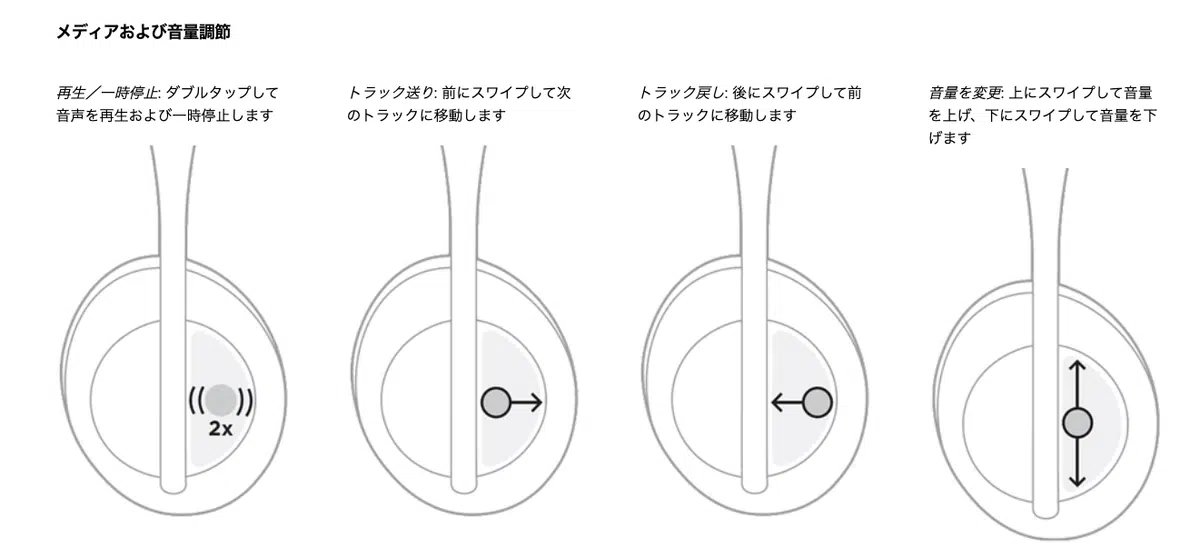 メディアおよび音量調節
再生／一時停止: ダブルタップして
音声を再生および一時停止します
トラック送り: 前にスワイプして次
のトラックに移動します
トラック戻し: 後にスワイプして前
のトラックに移動します
音量を変更: 上にスワイプして音量
を上げ、下にスワイプして音量を下
げます
2x